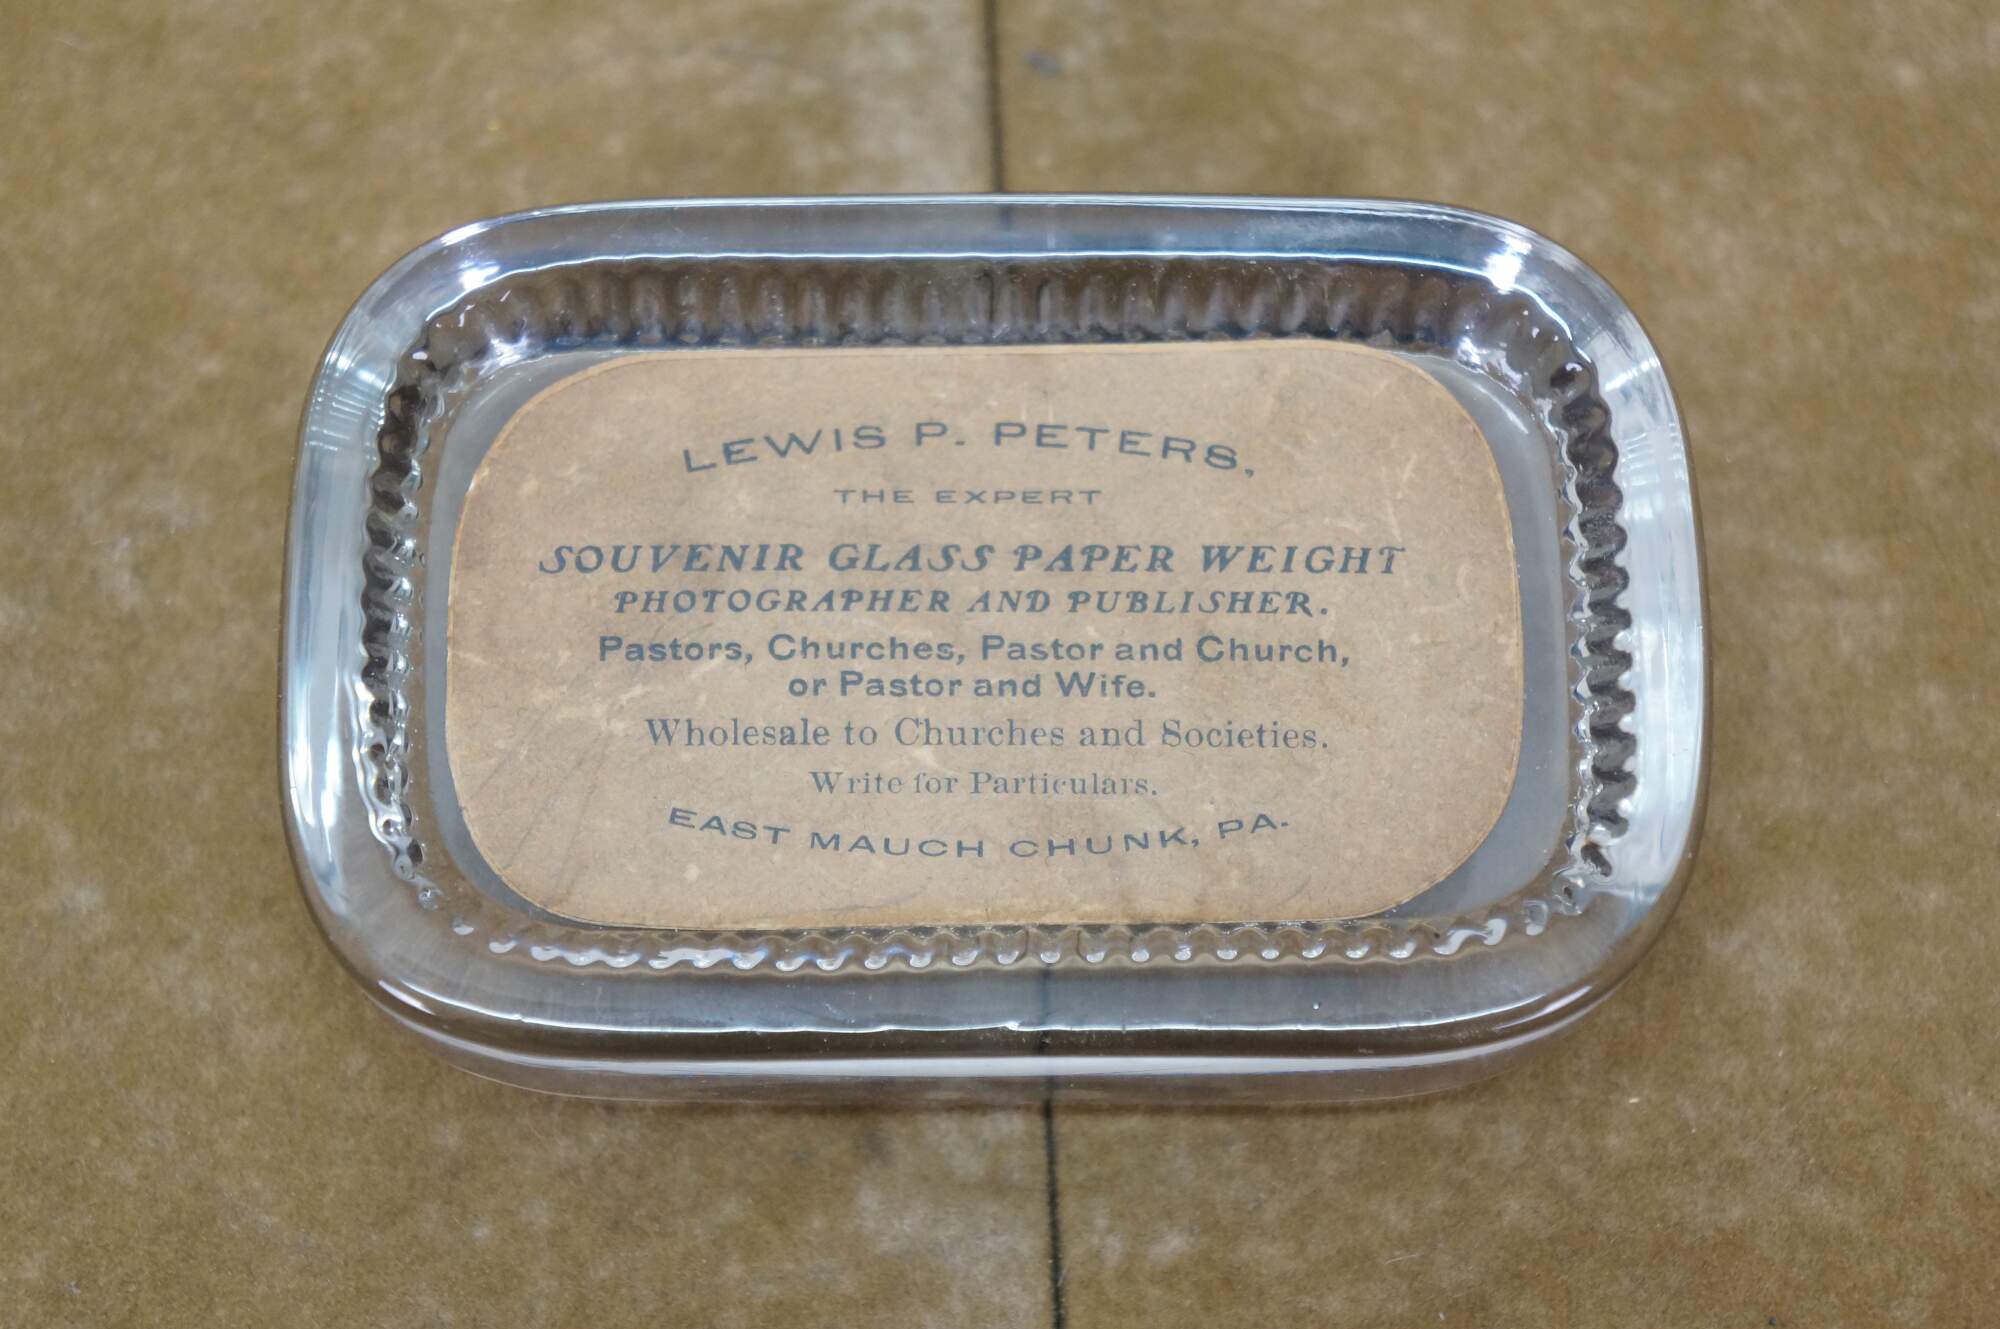 LEWIS P. PETERS,
THE EXPERT
SOUVENIR GLASS PAPER WEIGHT
PHOTOGRAPHER AND PUBLISHER.
Pastors, Churches, Pastor and Church,
or Pastor and Wife.
Wholesale to Churches and Societies.
Write for Particulars.
EAST MAUCH CHUNK, PA.